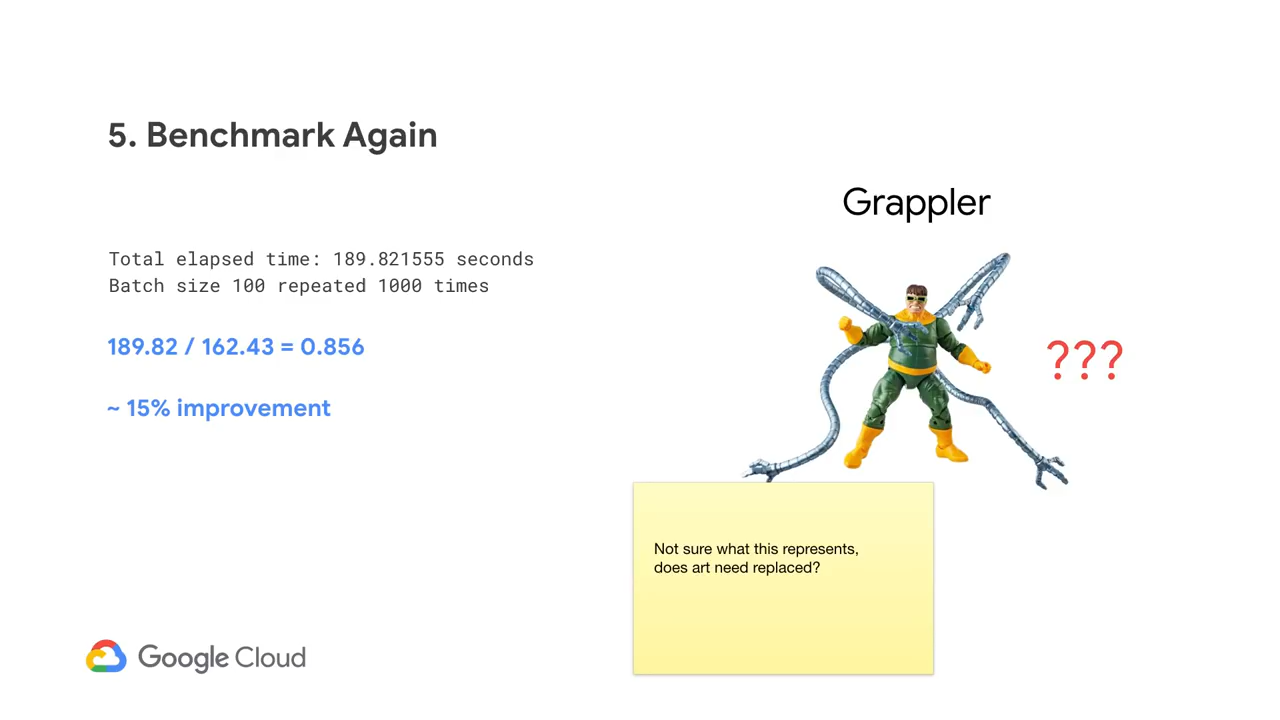 5. Benchmark Again
Total elapsed time: 189.821555 seconds
Batch size 100 repeated 1000 times
189.82 / 162.43 = 0.856
~ 15% improvement
Grappler
???
Not sure what this represents,
does art need replaced?
Google Cloud